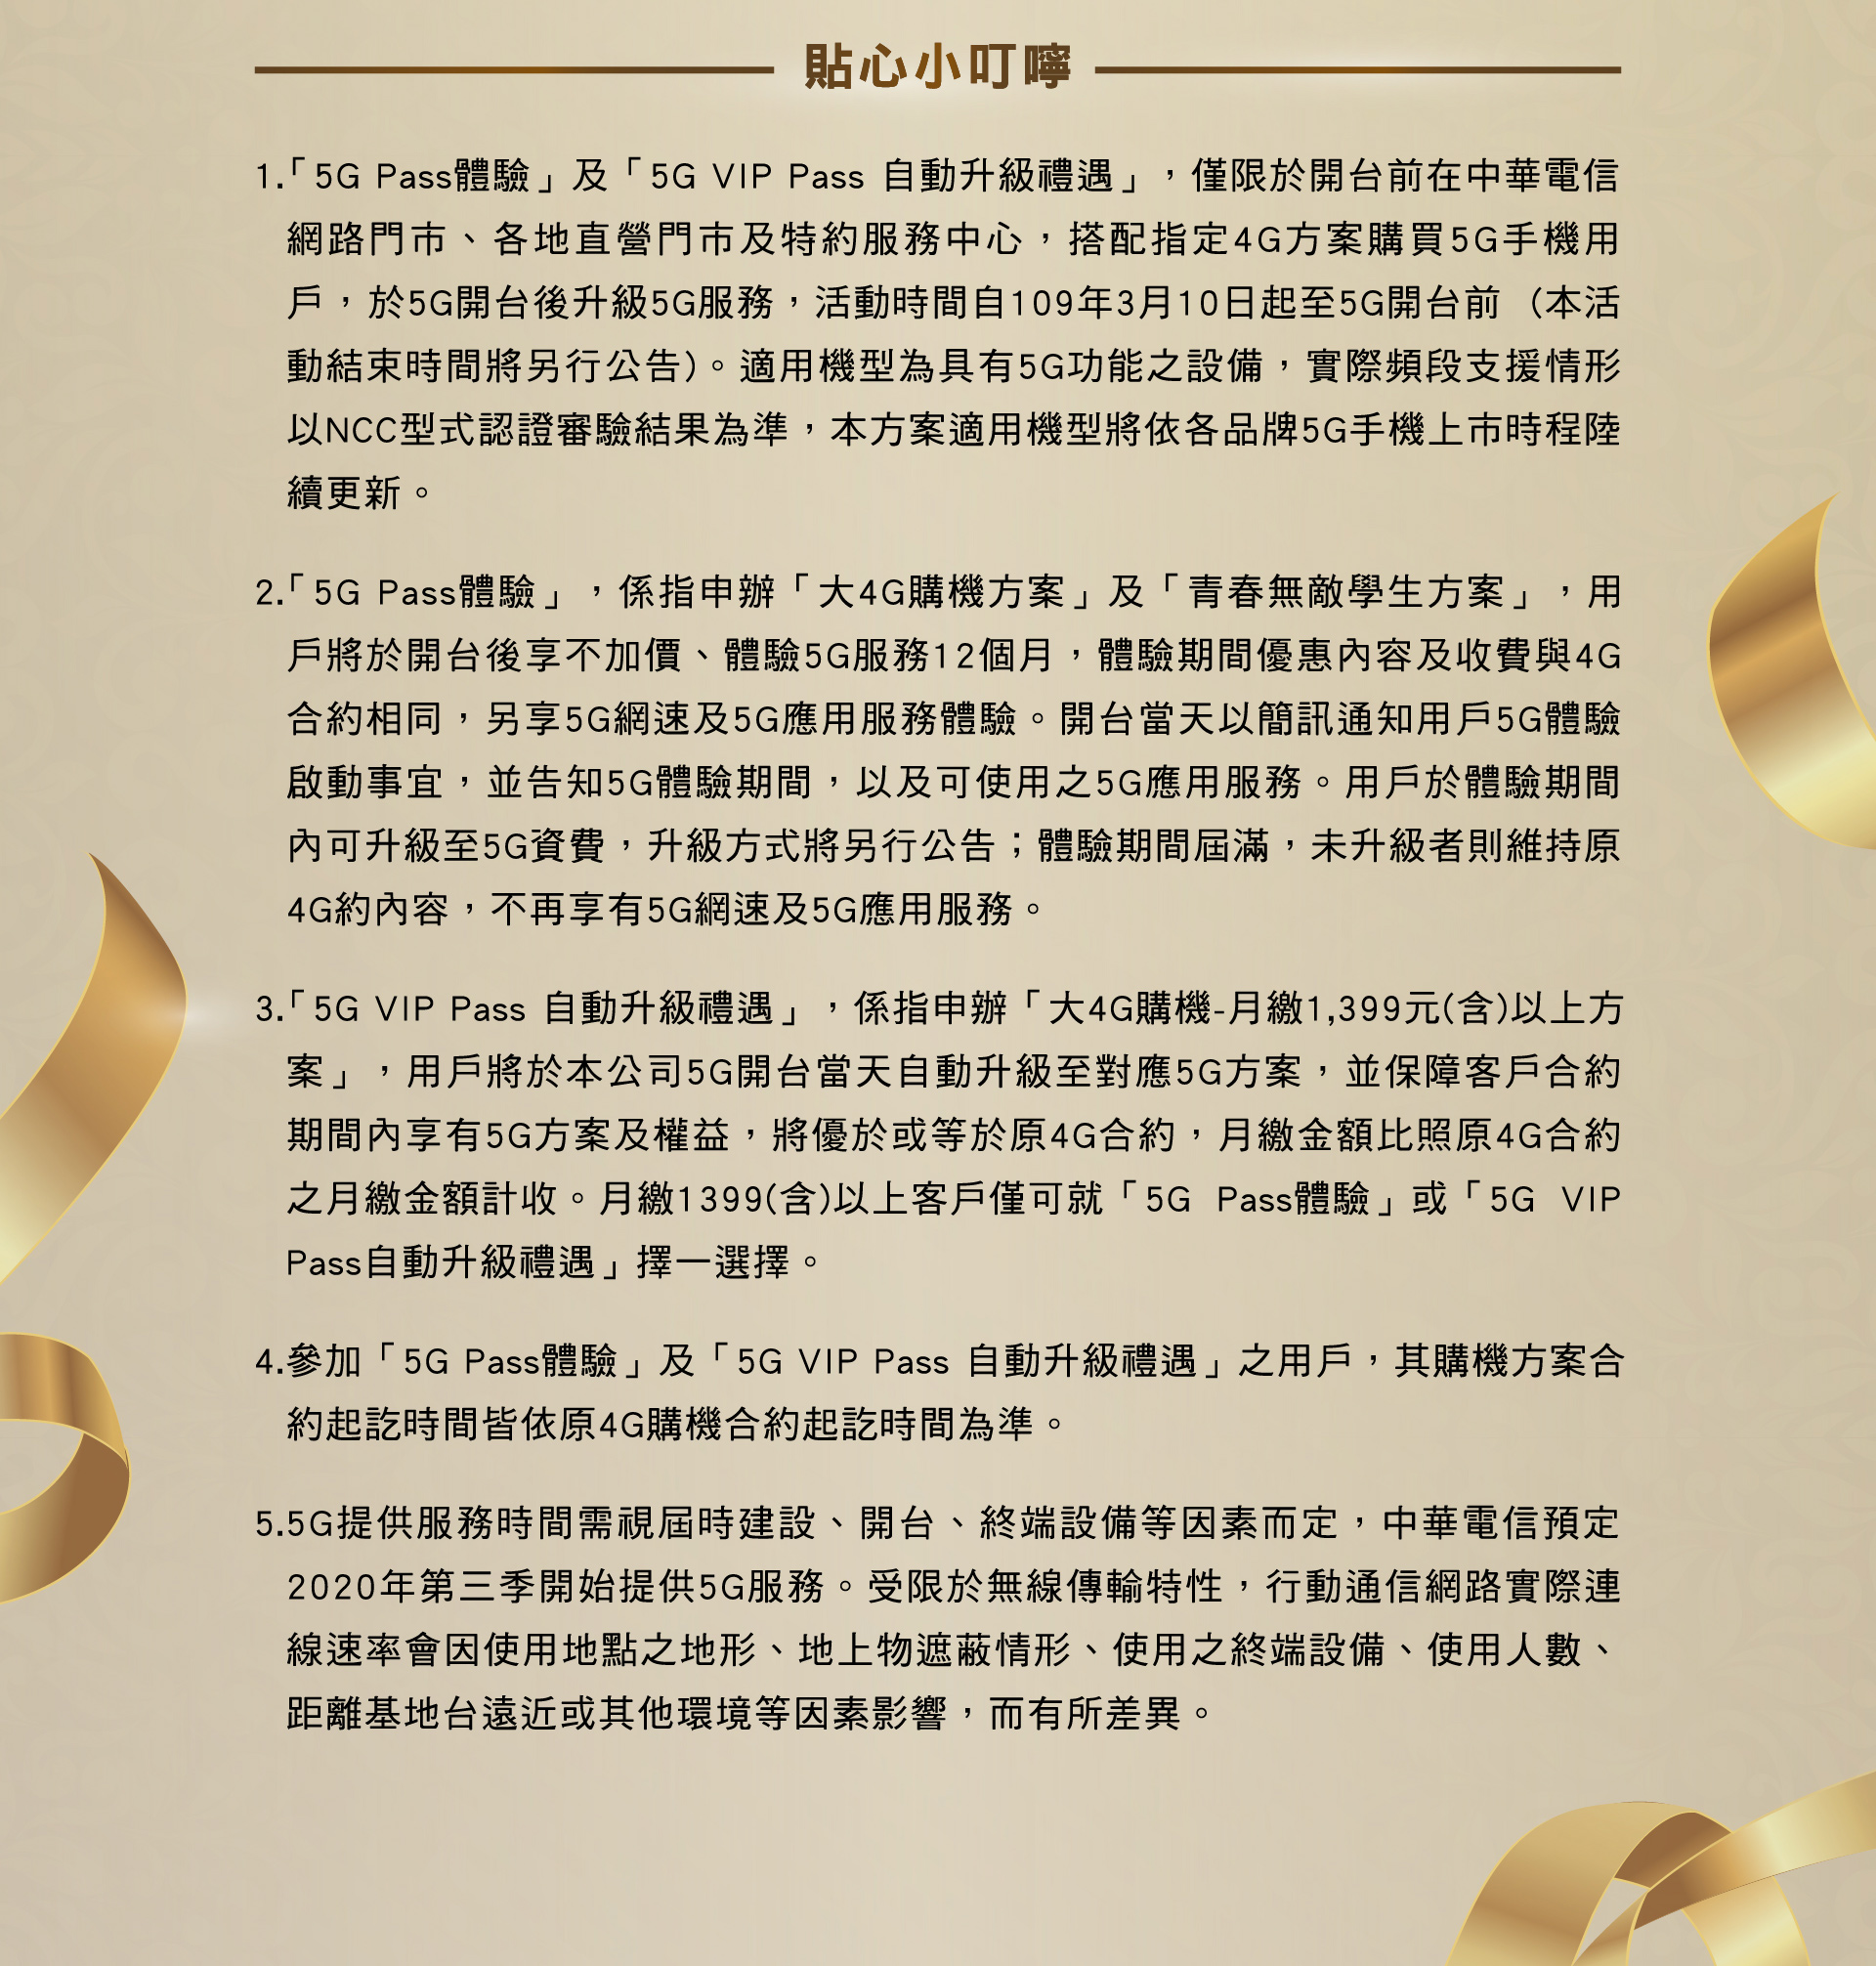 貼心小叮嚀
1.「5G Pass體驗」及「5G VIP Pass 自動升級禮遇」，僅限於開台前在中華電信
網路門市、各地直營門市及特約服務中心，搭配指定4G方案購買5G手機用
戶，於5G開台後升級5G服務，活動時間自109年3月10日起至5G開台前 （本活
動結束時間將另行公告)。適用機型為具有5G功能之設備，實際頻段支援情形
以NCC型式認證審驗結果為準，本方案適用機型將依各品牌5G手機上市時程陸
續更新。
2.「5G Pass體驗」，係指申辦「大4G購機方案」及「青春無敵學生方案」，用
戶將於開台後享不加價、體驗5G服務12個月，體驗期間優惠內容及收費與4G
合約相同，另享5G網速及5G應用服務體驗。開台當天以簡訊通知用戶5G體驗
啟動事宜，並告知5G體驗期間，以及可使用之5G應用服務。用戶於體驗期間
內可升級至5G資費，升級方式將另行公告；體驗期間屆滿，未升級者則維持原
4G約內容，不再享有5G網速及5G應用服務。
3.「5G VIP Pass 自動升級禮遇」，係指申辦「大4G購機-月繳1,399元(含)以上方
案」，用戶將於本公司5G開台當天自動升級至對應5G方案，並保障客戶合約
期間內享有5G方案及權益，將優於或等於原4G合約，月繳金額比照原4G合約
之月繳金額計收。月繳1399(含)以上客戶僅可就「5G Pass體驗」或「5G VIP
Pass自動升級禮遇」擇一選擇。
4.參加「5G Pass體驗」及「5G VIP Pass 自動升級禮遇」之用戶，其購機方案合
約起訖時間皆依原4G購機合約起訖時間為準。
5.5G提供服務時間需視屆時建設、開台、終端設備等因素而定，中華電信預定
2020年第三季開始提供5G服務。受限於無線傳輸特性，行動通信網路實際連
線速率會因使用地點之地形、地上物遮蔽情形、使用之終端設備、使用人數、
距離基地台遠近或其他環境等因素影響，而有所差異。